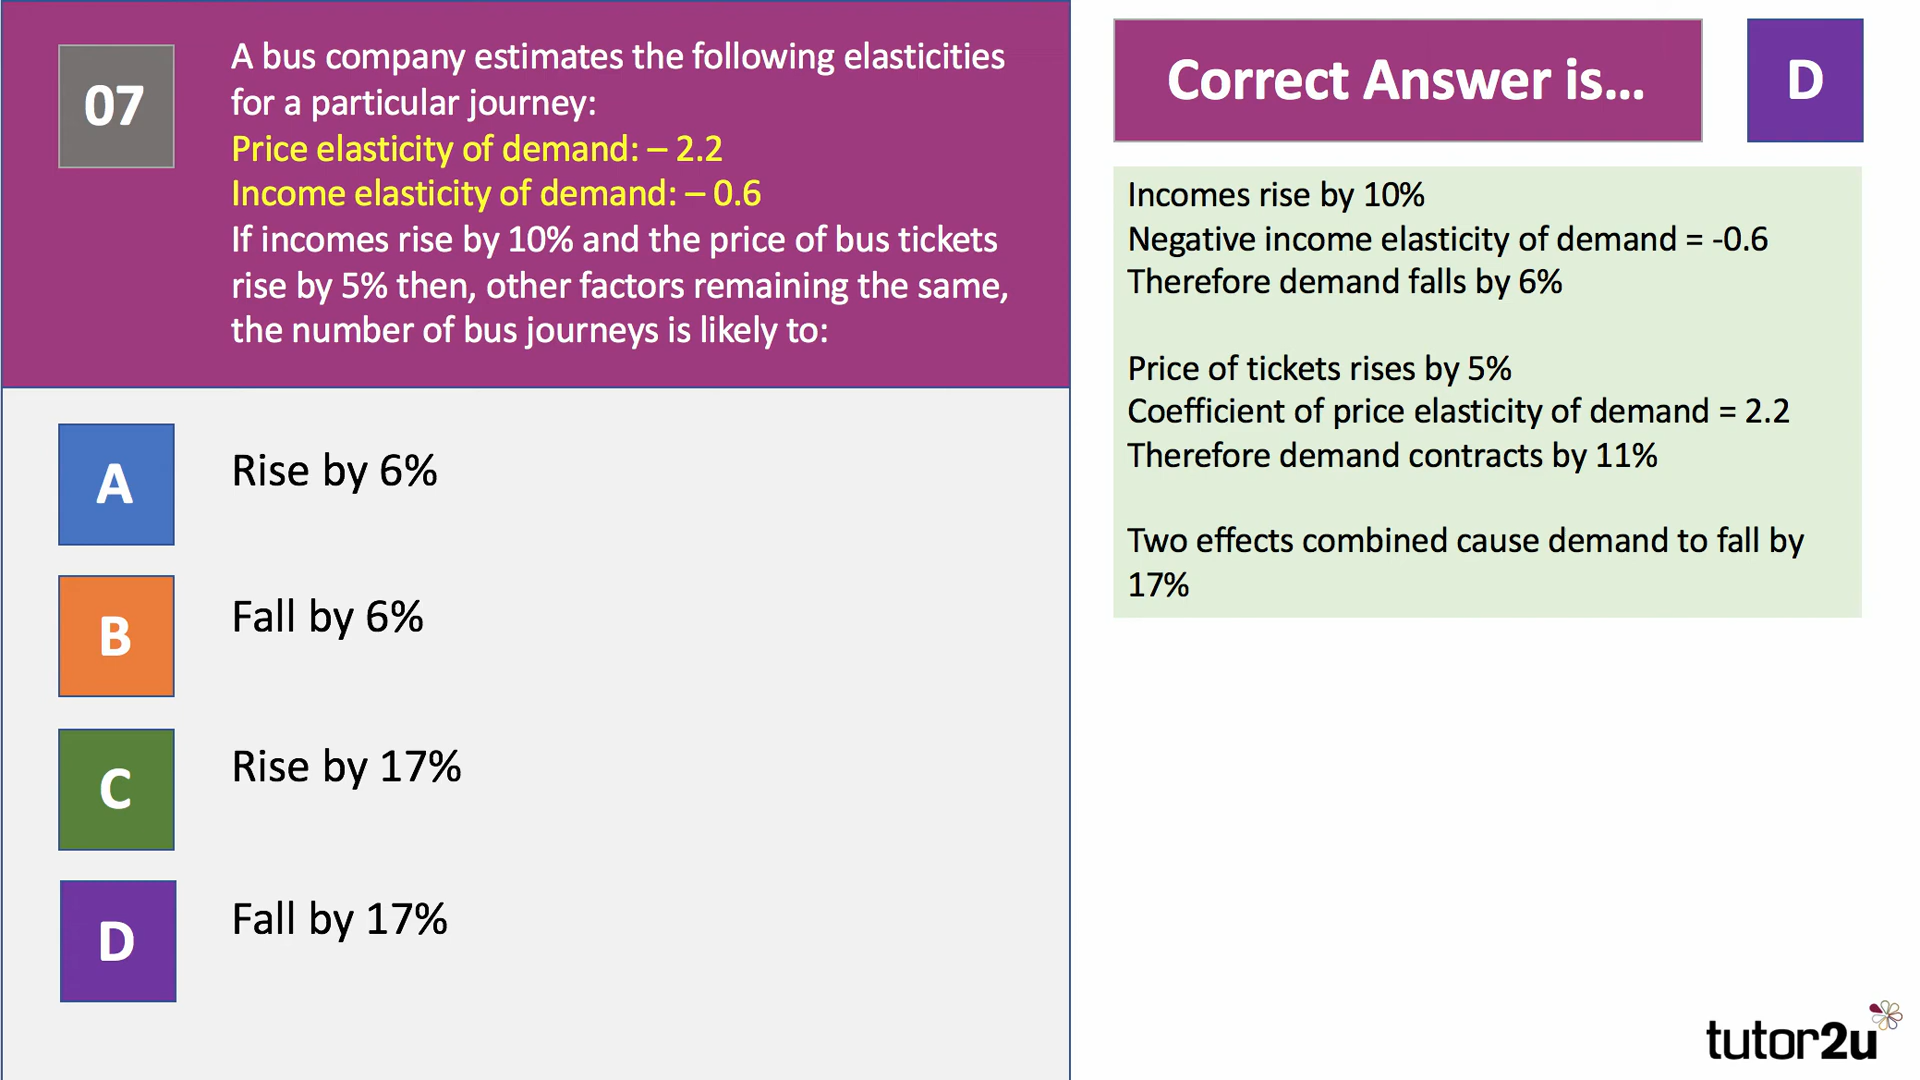 07
A bus company estimates the following elasticities
for a particular journey:
Price elasticity of demand: – 2.2
Income elasticity of demand: – 0.6
If incomes rise by 10% and the price of bus tickets
rise by 5% then, other factors remaining the same,
the number of bus journeys is likely to:
A
Rise by 6%
B
Fall by 6%
C
Rise by 17%
D
Fall by 17%
Correct Answer is...
D
Incomes rise by 10%
Negative income elasticity of demand = -0.6
Therefore demand falls by 6%
Price of tickets rises by 5%
Coefficient of price elasticity of demand = 2.2
Therefore demand contracts by 11%
Two effects combined cause demand to fall by
17%
tutor2u